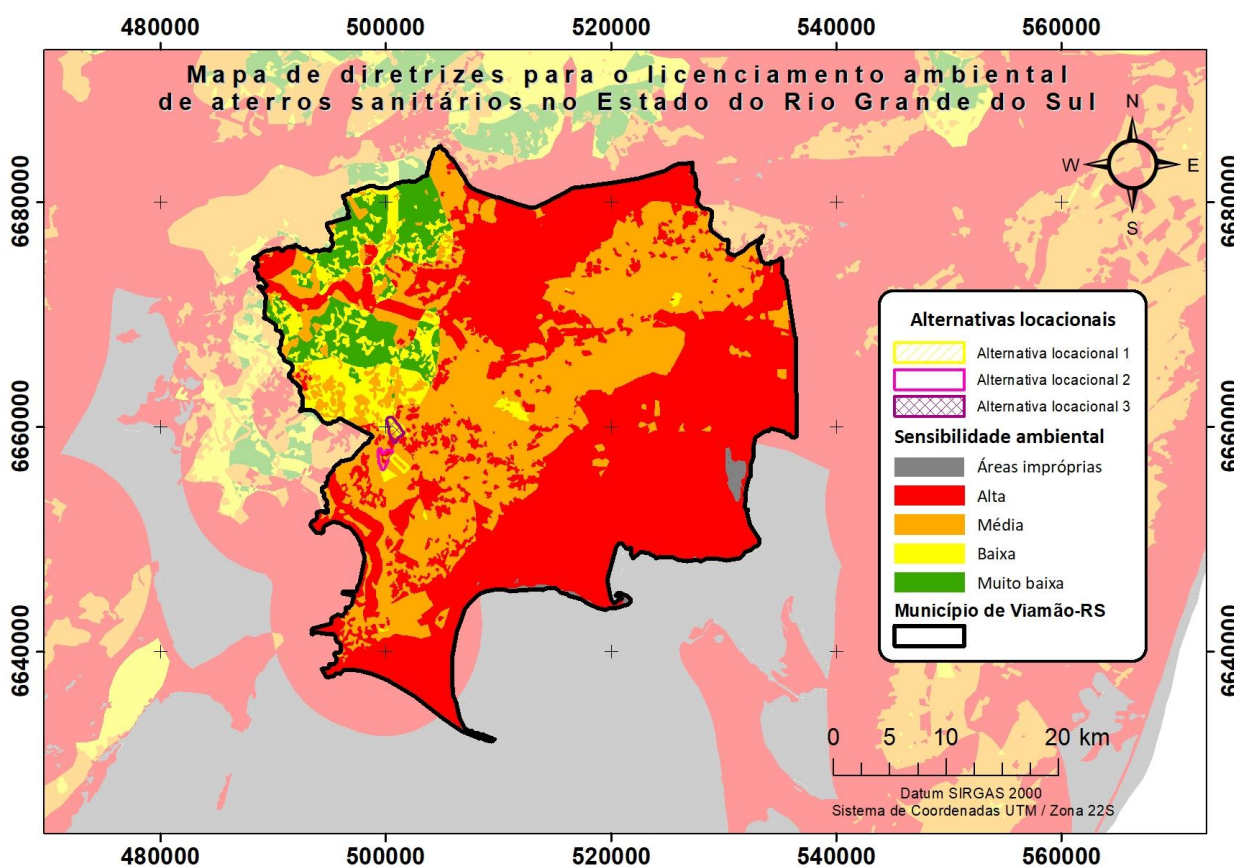 480000 500000 520000 540000 560000
Mapa de diretrizes para o licenciamento ambiental
de aterros sanitários no Estado do Rio Grande do Sul
N
W E
S
6680000 6680000
6660000 6660000
6640000 6640000
Alternativas locacionais
Alternativa locacional 1
Alternativa locacional 2
Alternativa locacional 3
Sensibilidade ambiental
Áreas impróprias
Alta
Média
Baixa
Muito baixa
Município de Viamão-RS
0 5 10 20 km
Datum SIRGAS 2000
Sistema de Coordenadas UTM / Zona 22S
480000 500000 520000 540000 560000